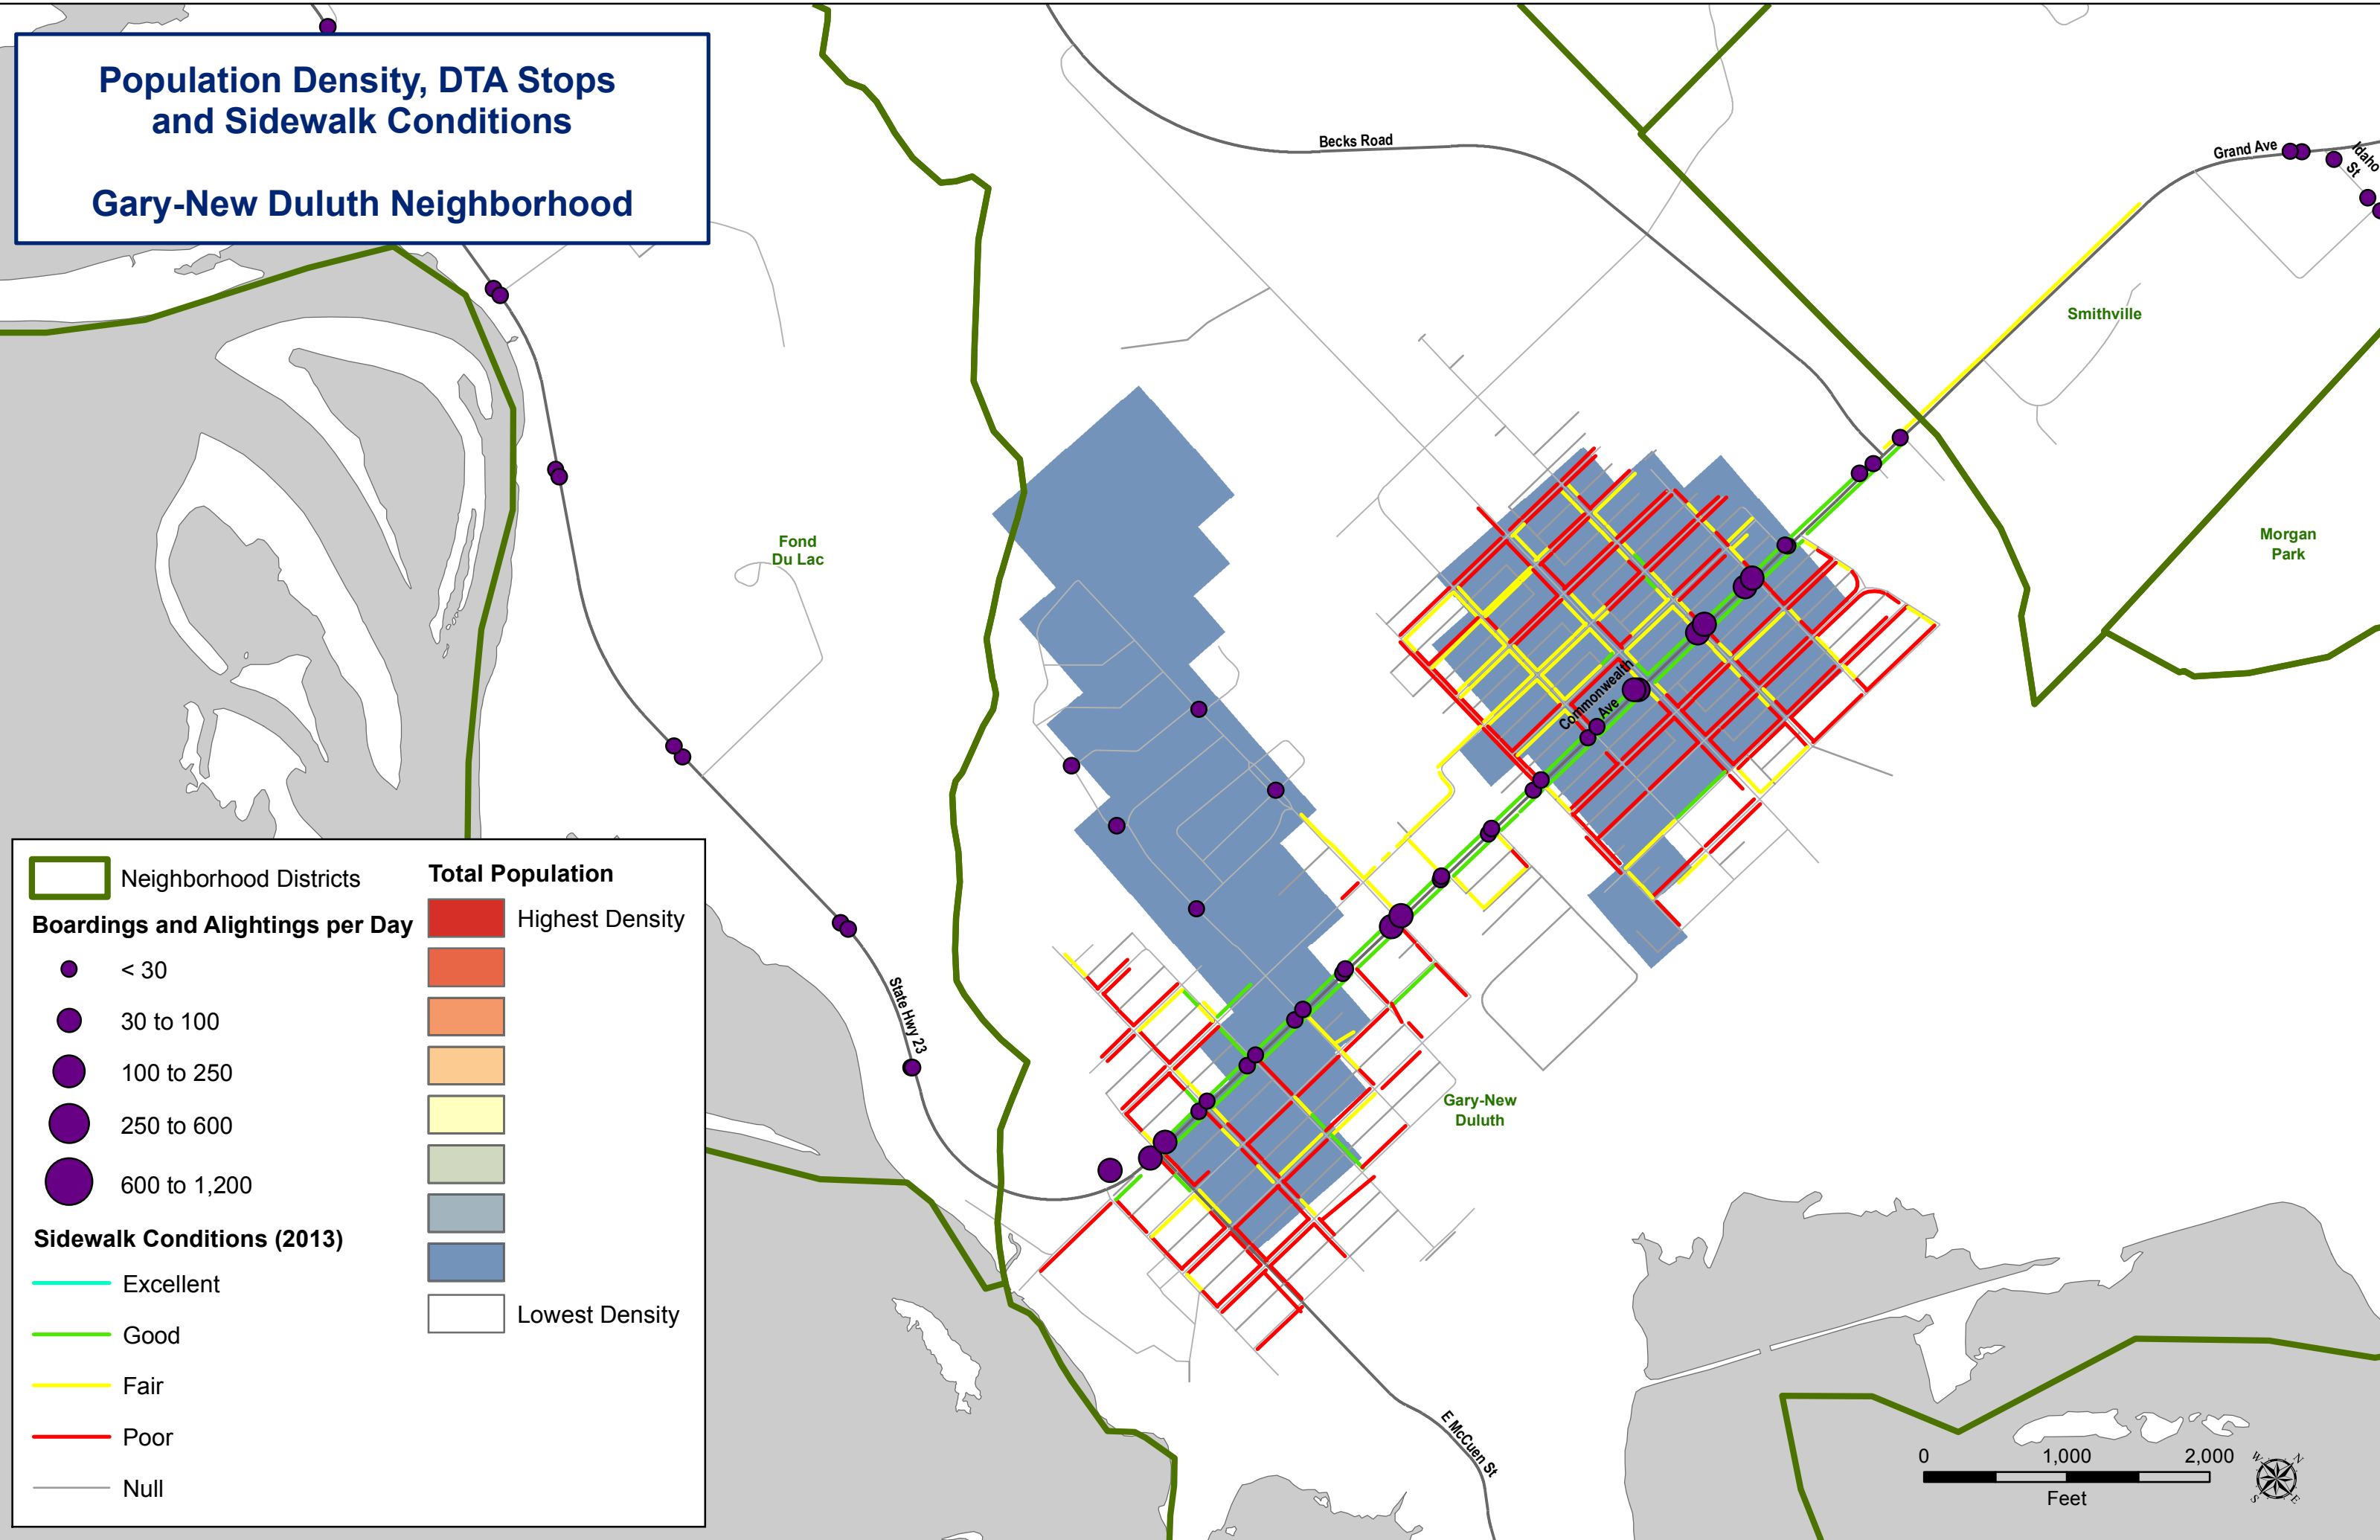 Population Density, DTA Stops
and Sidewalk Conditions
Gary-New Duluth Neighborhood
Becks Road
Grand Ave
Idaho
St
Smithville
Morgan
Park
Fond
Du Lac
Commonwealth
Ave
State Hwy 23
Gary-New
Duluth
E McCuen St
Neighborhood Districts
Boardings and Alightings per Day
< 30
30 to 100
100 to 250
250 to 600
600 to 1,200
Sidewalk Conditions (2013)
Excellent
Good
Fair
Poor
Null
Total Population
Highest Density
Lowest Density
0 1,000 2,000
Feet
W N
S E